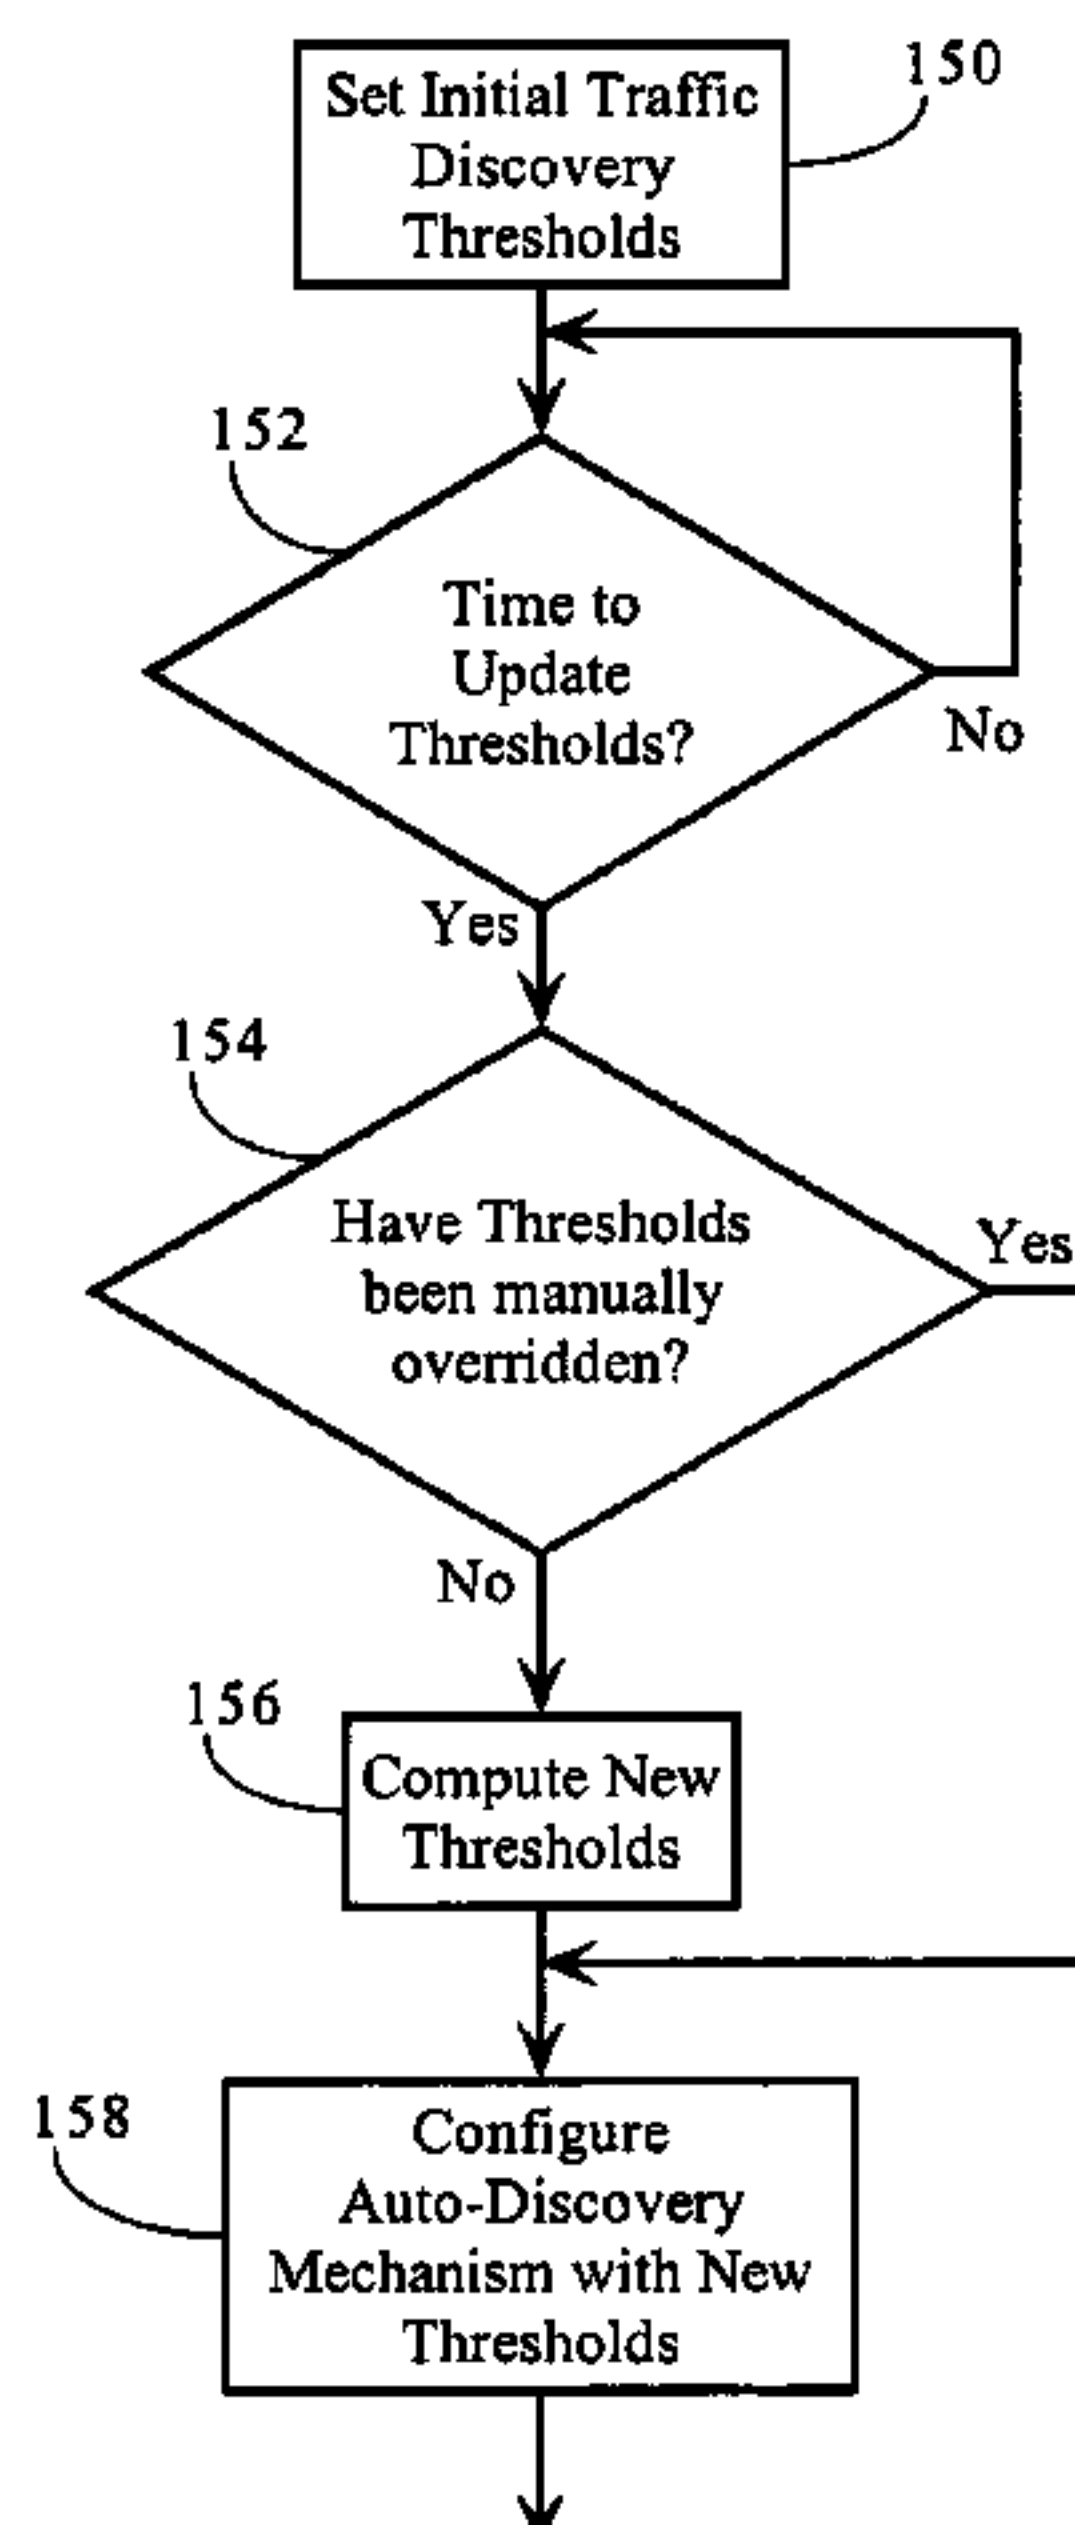 150
Set Initial Traffic
Discovery
Thresholds
152
Time to
Update
Thresholds?
No
Yes
154
Have Thresholds
been manually
overridden?
Yes
No
156
Compute New
Thresholds
158
Configure
Auto-Discovery
Mechanism with New
Thresholds